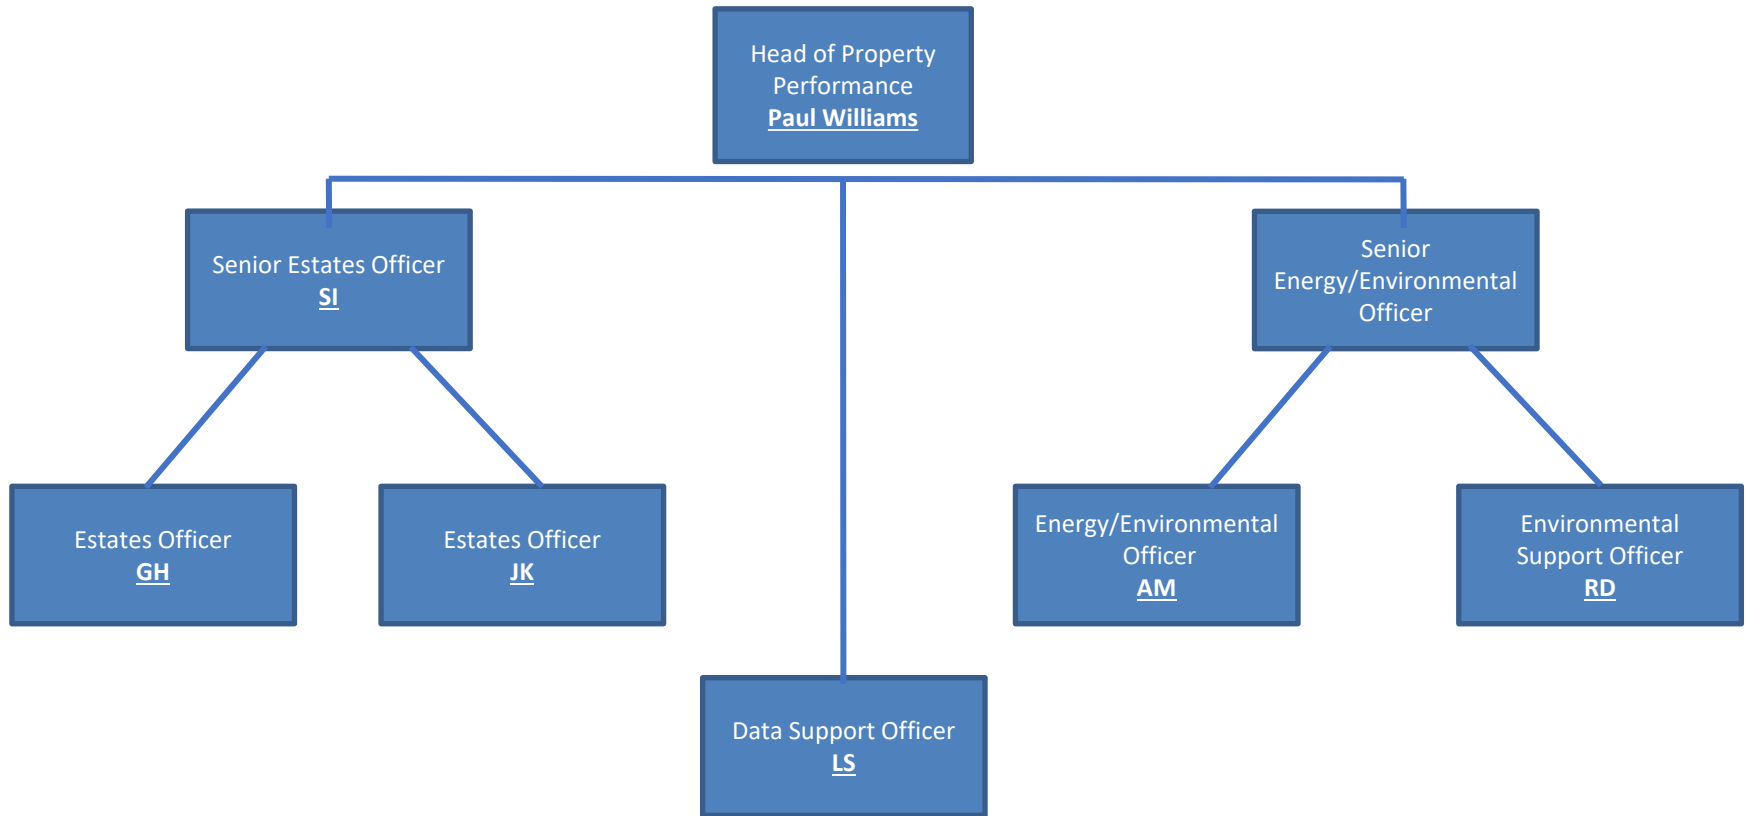 Head of Property
Performance
Paul Williams
Senior Estates Officer
SI
Senior
Energy/Environmental
Officer
Estates Officer
GH
Estates Officer
JK
Energy/Environmental
Officer
AM
Environmental
Support Officer
RD
Data Support Officer
LS